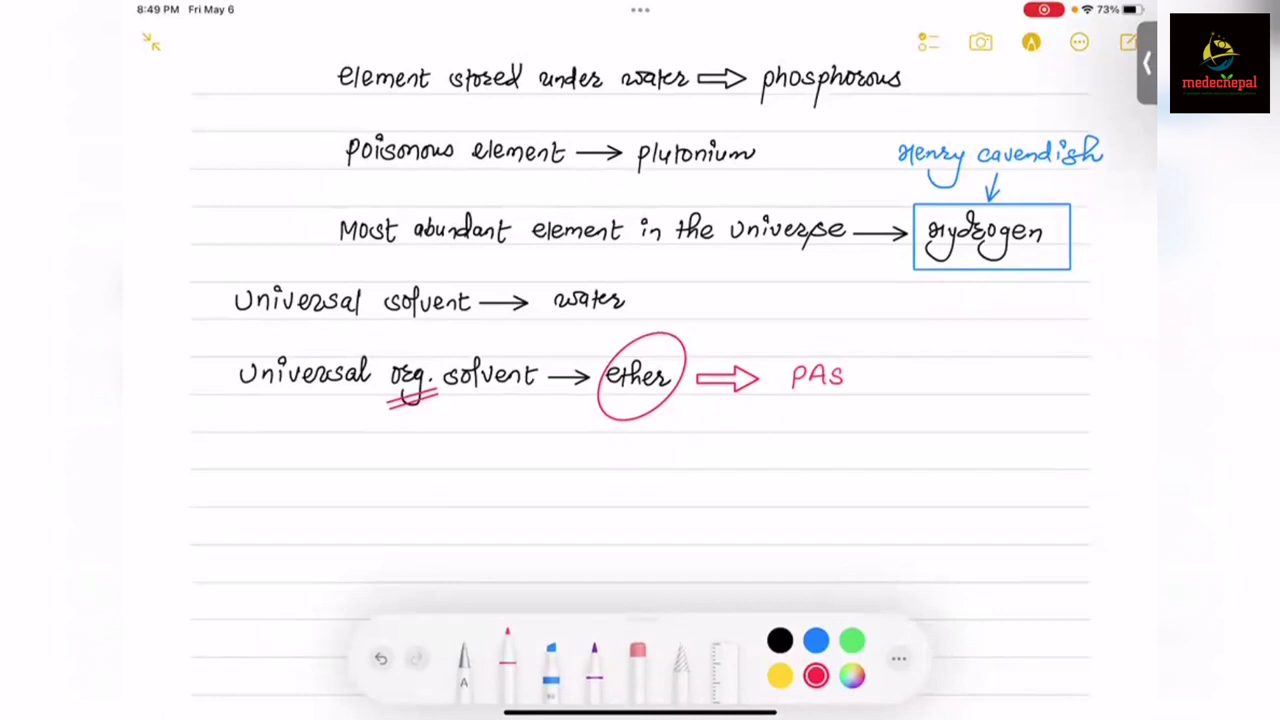 8:49 PM Fri May 6
73%
medecnepal
element stored under water ⇒ phosphorous
Poisonous element → plutonium
Henry cavendish
Most abundant element in the Universe → Hydrogen
Universal solvent → water
Universal org. solvent → ether ⇒ PAS
A